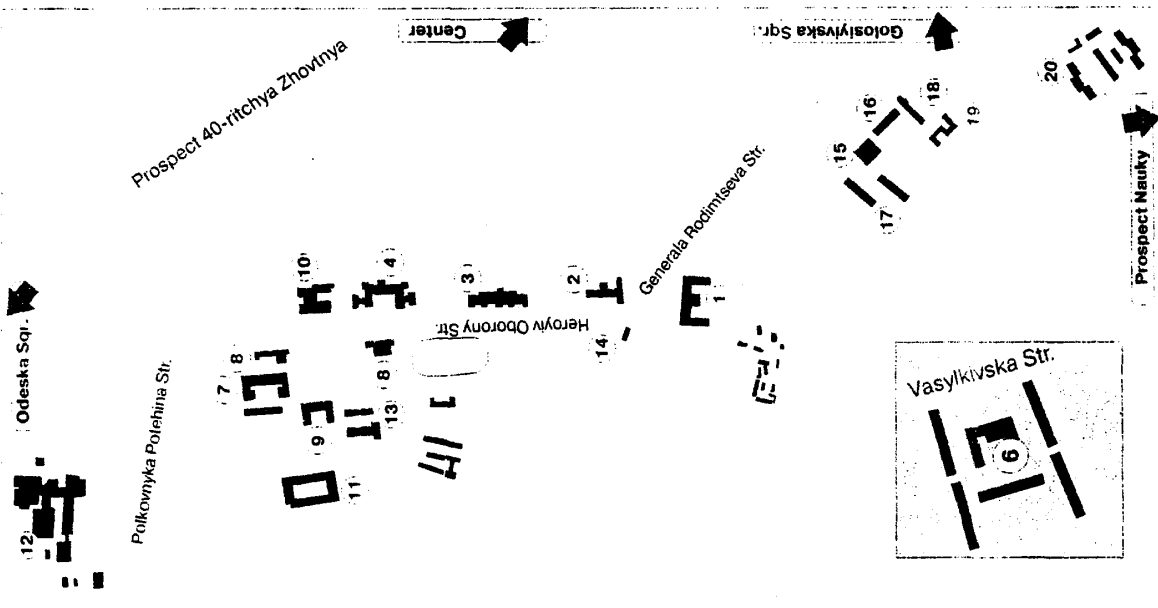 Center
Golosiyivska Sqr.
Prospect 40-ritchya Zhovtnya
20
18
16
19
15
17
Generala Rodimtseva Str.
Prospect Nauky
10
4
3
2
1
Heroyiv Oborony Str.
14
Odeska Sqr.
8
7
8
Polkovnyka Potehina Str.
13
9
11
12
Vasylkivska Str.
6